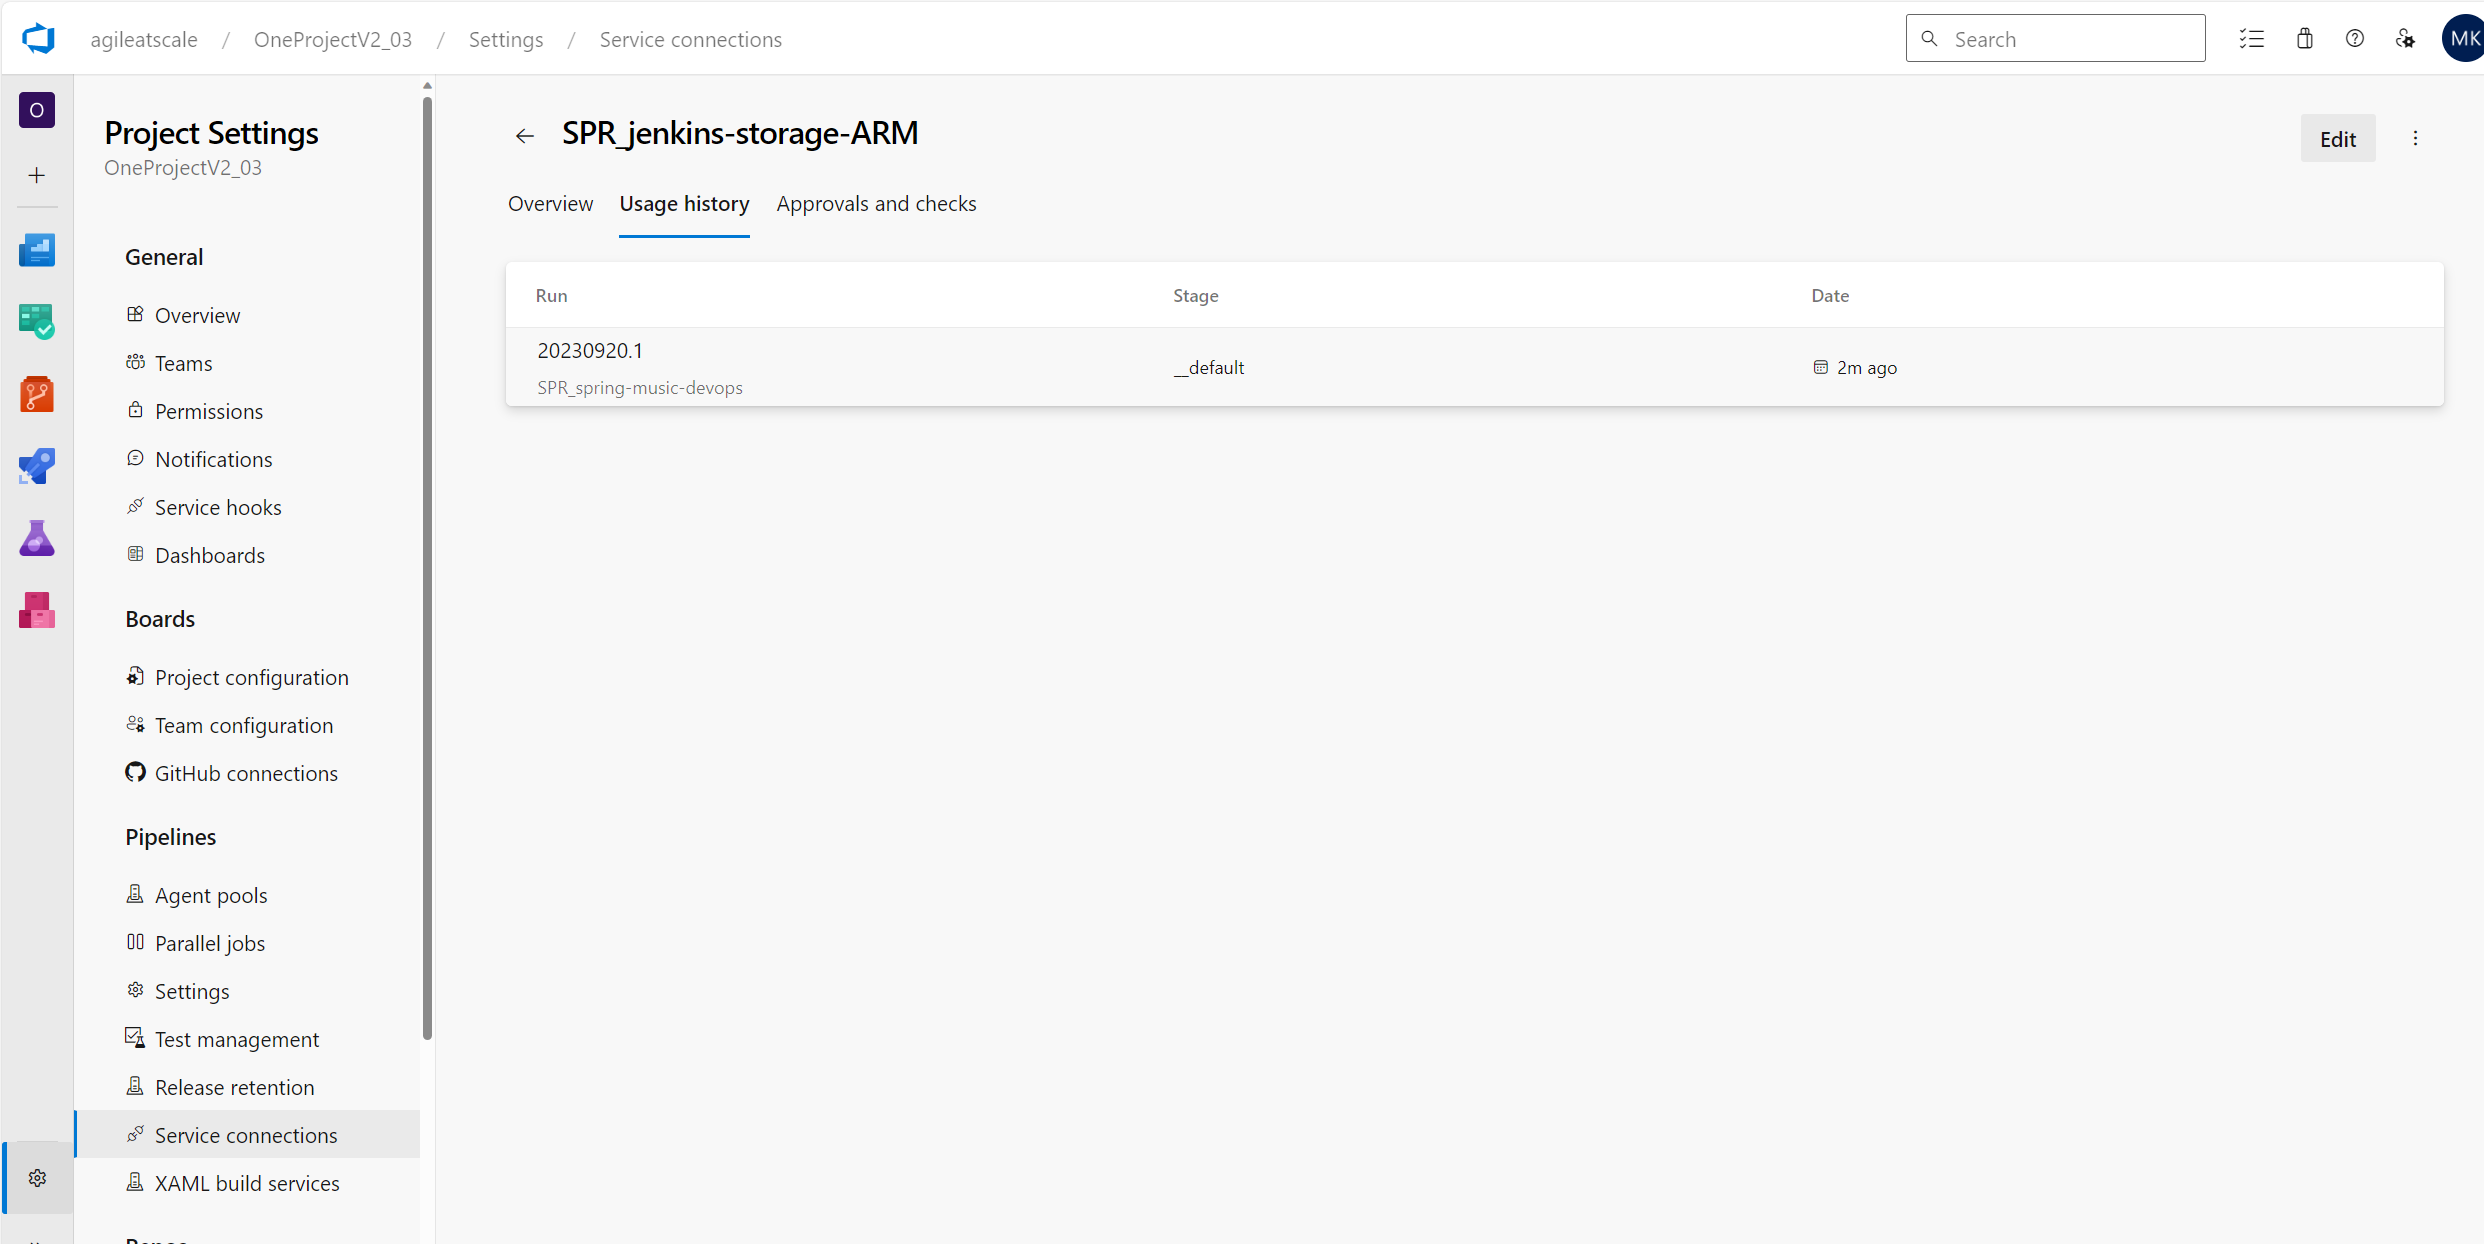 agileatscale / OneProjectV2_03 / Settings / Service connections
Search
MK
O
Project Settings
OneProjectV2_03
General
Overview
Teams
Permissions
Notifications
Service hooks
Dashboards
Boards
Project configuration
Team configuration
GitHub connections
Pipelines
Agent pools
Parallel jobs
Settings
Test management
Release retention
Service connections
XAML build services
SPR_jenkins-storage-ARM
Edit
Overview Usage history Approvals and checks
Run Stage Date
20230920.1
SPR_spring-music-devops
__default
2m ago